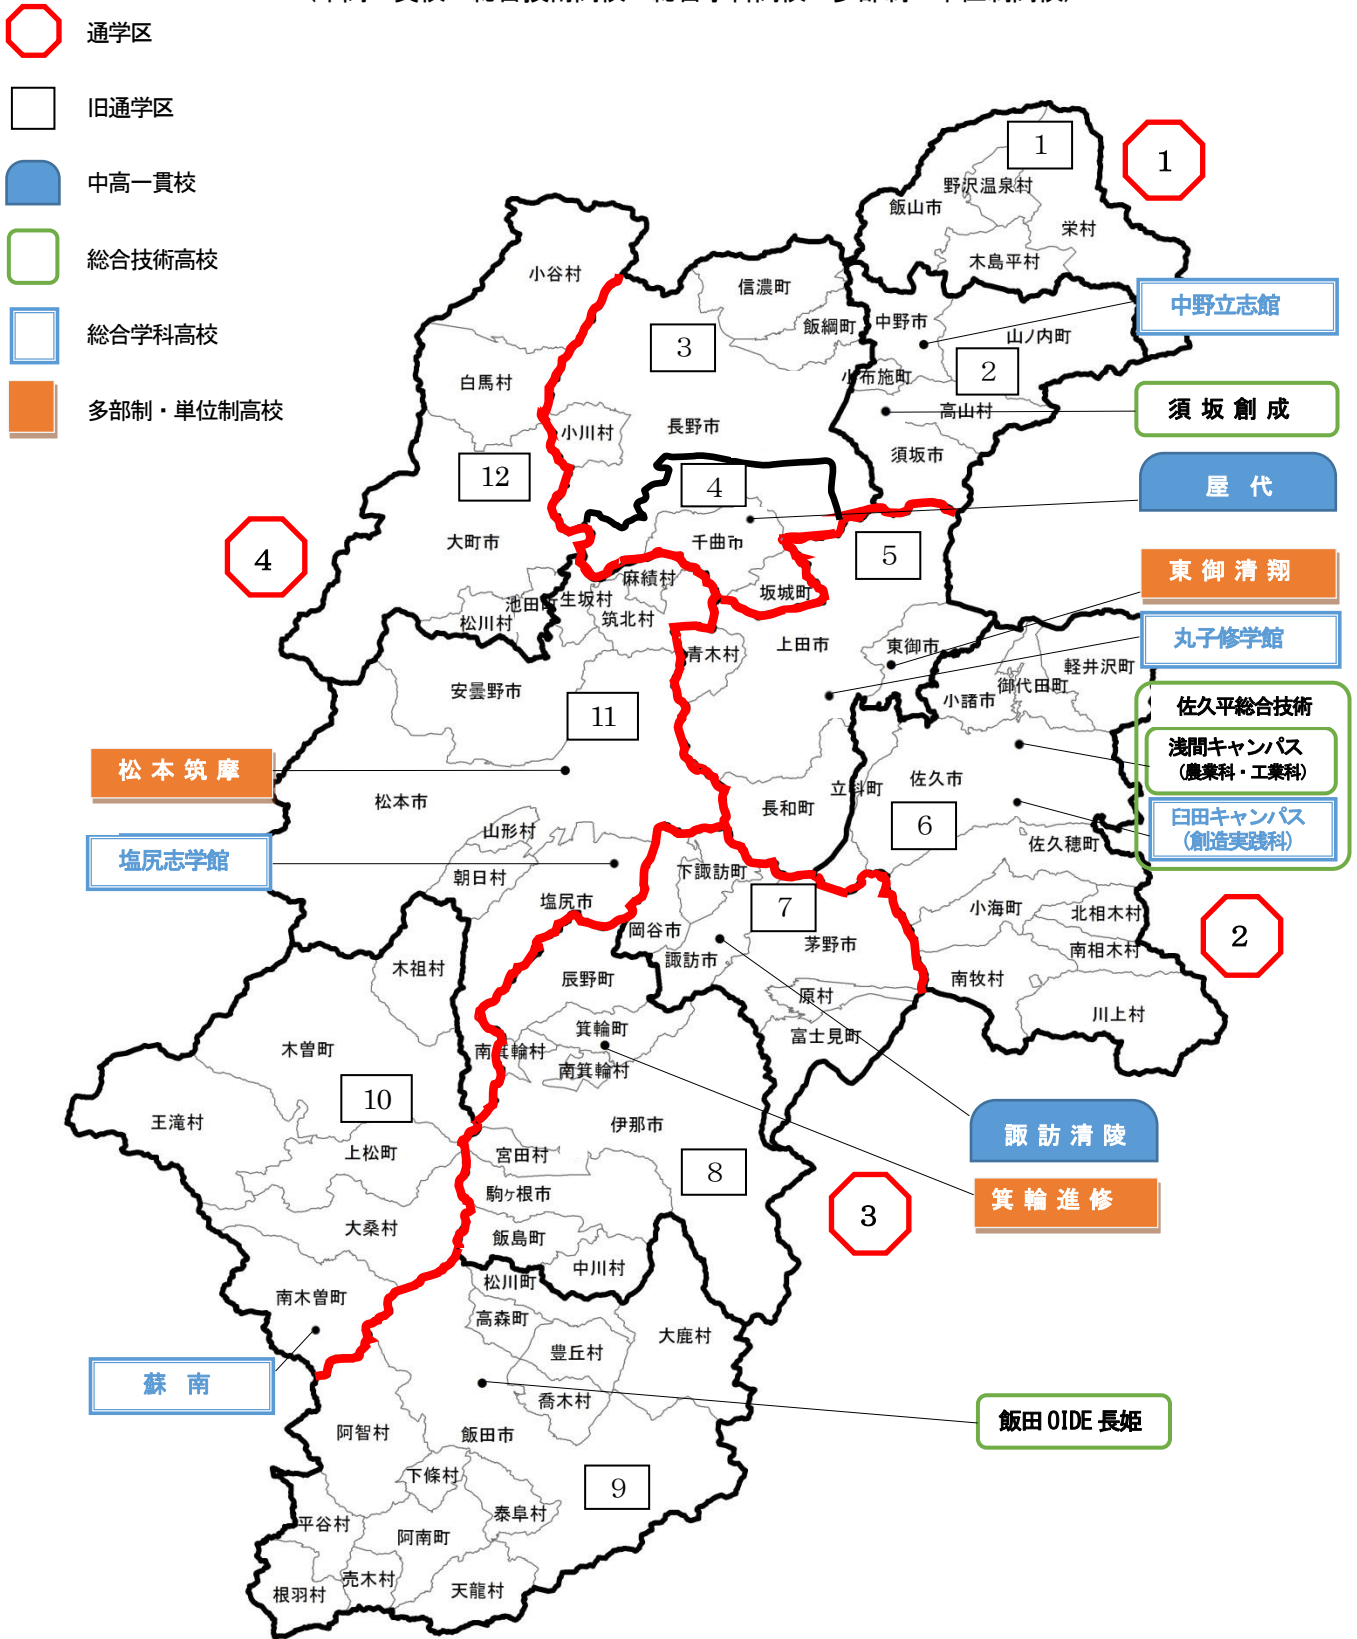 通学区
旧通学区
中高一貫校
総合技術高校
総合学科高校
多部制・単位制高校
1
1
野沢温泉村
飯山市
栄村
木島平村
小谷村
信濃町
飯綱町
中野市
山ノ内町
中野立志館
3
2
白馬村
小布施町
高山村
須坂創成
小川村
長野市
須坂市
12
4
屋代
4
大町市
千曲市
5
東御清翔
麻績村
坂城町
池田町
生坂村
松川村
筑北村
青木村
上田市
東御市
丸子修学館
軽井沢町
御代田町
小諸市
安曇野市
11
佐久平総合技術
浅間キャンパス
(農業科・工業科)
松本筑摩
松本市
長和町
立科町
佐久市
6
臼田キャンパス
(創造実践科)
山形村
佐久穂町
塩尻志学館
朝日村
塩尻市
下諏訪町
7
小海町
北相木村
2
岡谷市
諏訪市
茅野市
南相木村
木祖村
辰野町
原村
南牧村
川上村
富士見町
木曽町
南箕輪村
箕輪町
南箕輪村
10
王滝村
上松町
伊那市
諏訪清陵
宮田村
8
駒ヶ根市
3
箕輪進修
大桑村
飯島町
中川村
南木曽町
松川町
高森町
大鹿村
豊丘村
蘇南
喬木村
飯田OIDE長姫
阿智村
飯田市
下條村
9
泰阜村
平谷村
阿南町
売木村
天龍村
根羽村